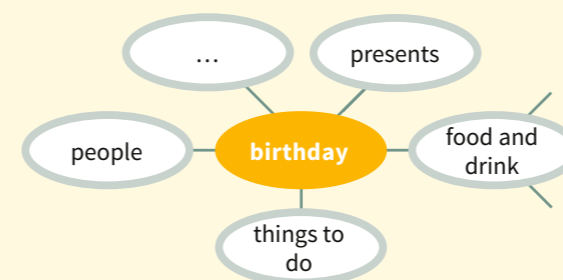 …
presents
people
birthday
food and
drink
things to
do